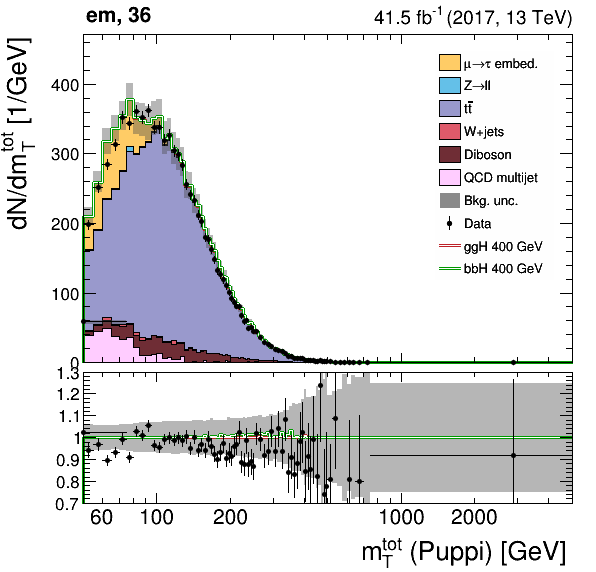 em, 36
41.5 fb⁻¹ (2017, 13 TeV)
dN/dm_T^tot [1/GeV]
400
300
200
100
0
μ→τ embed.
Z→ll
tt̅
W+jets
Diboson
QCD multijet
Bkg. unc.
Data
ggH 400 GeV
bbH 400 GeV
1.3
1.2
1.1
1
0.9
0.8
0.7
60 100 200 1000 2000
m_T^tot (Puppi) [GeV]